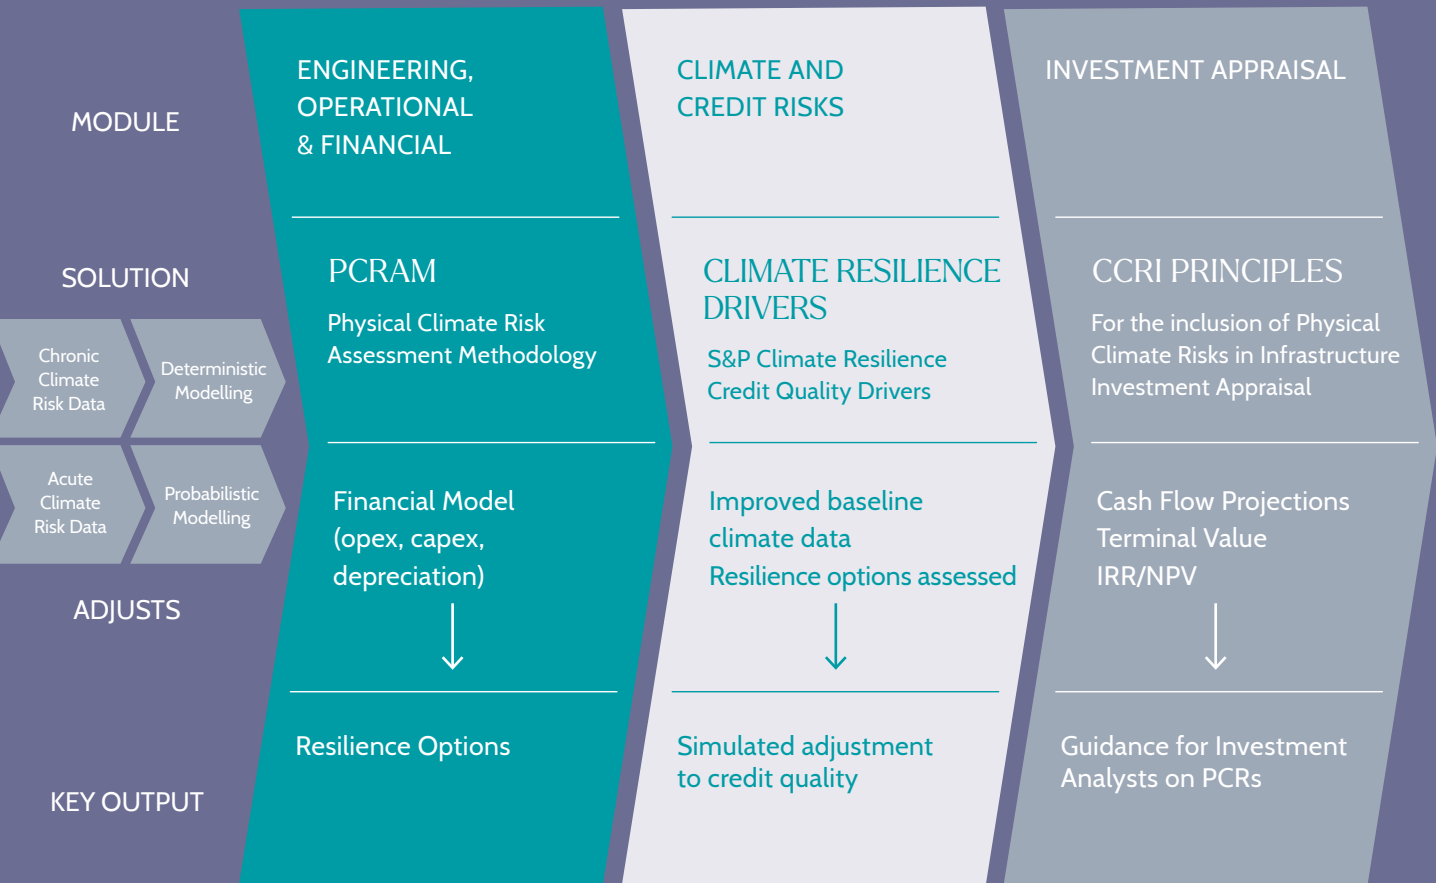 MODULE
ENGINEERING,
OPERATIONAL
& FINANCIAL
CLIMATE AND
CREDIT RISKS
INVESTMENT APPRAISAL
SOLUTION
Chronic
Climate
Risk Data
Deterministic
Modelling
Acute
Climate
Risk Data
Probabilistic
Modelling
PCRAM
Physical Climate Risk
Assessment Methodology
CLIMATE RESILIENCE
DRIVERS
S&P Climate Resilience
Credit Quality Drivers
CCRI PRINCIPLES
For the inclusion of Physical
Climate Risks in Infrastructure
Investment Appraisal
ADJUSTS
Financial Model
(opex, capex,
depreciation)
Improved baseline
climate data
Resilience options assessed
Cash Flow Projections
Terminal Value
IRR/NPV
KEY OUTPUT
Resilience Options
Simulated adjustment
to credit quality
Guidance for Investment
Analysts on PCRs